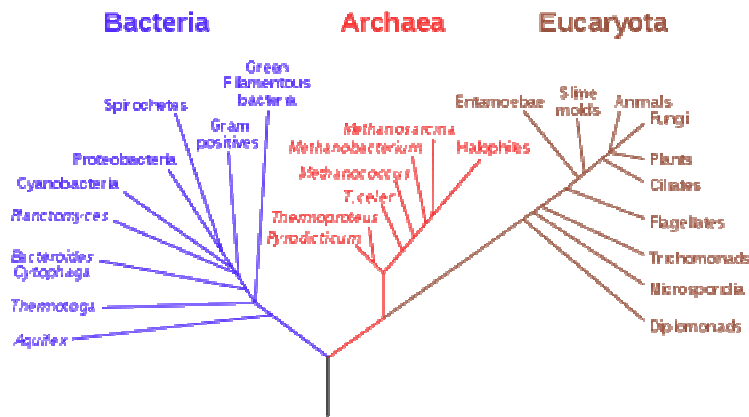 Bacteria
Archaea
Eucaryota
Green
Filamentous
bacteria
Spirochetes
Gram
positives
Proteobacteria
Cyanobacteria
Planctomyces
Bacteroides
Cytophaga
Thermotoga
Aquifex
Methanosarcina
Methanobacterium
Halophiles
Methanococcus
T. celer
Thermoproteus
Pyrodicticum
Entamoebae
Slime
molds
Animals
Fungi
Plants
Ciliates
Flagellates
Trichomonads
Microsporidia
Diplomonads